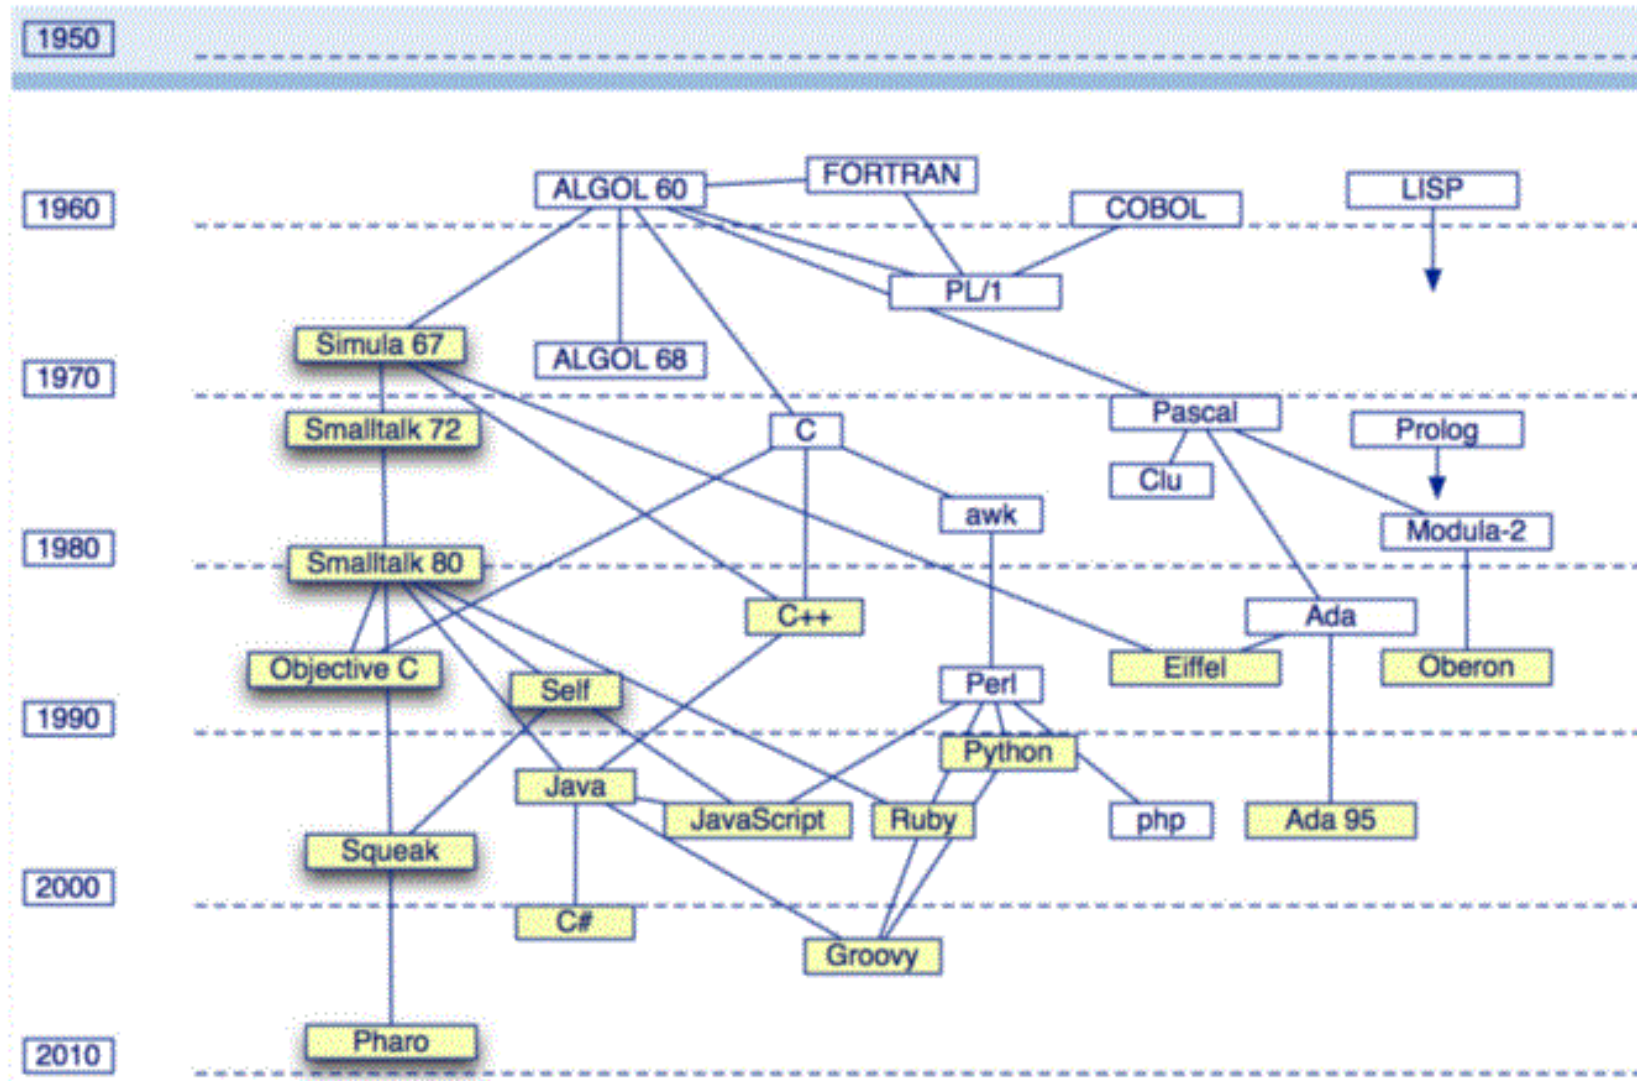 1950
FORTRAN
ALGOL 60
LISP
1960
COBOL
PL/1
Simula 67
ALGOL 68
1970
Pascal
Smalltalk 72
C
Prolog
Clu
awk
Modula-2
1980
Smalltalk 80
C++
Ada
Objective C
Eiffel
Oberon
Self
Perl
1990
Python
Java
JavaScript
Ruby
php
Ada 95
Squeak
2000
C#
Groovy
Pharo
2010